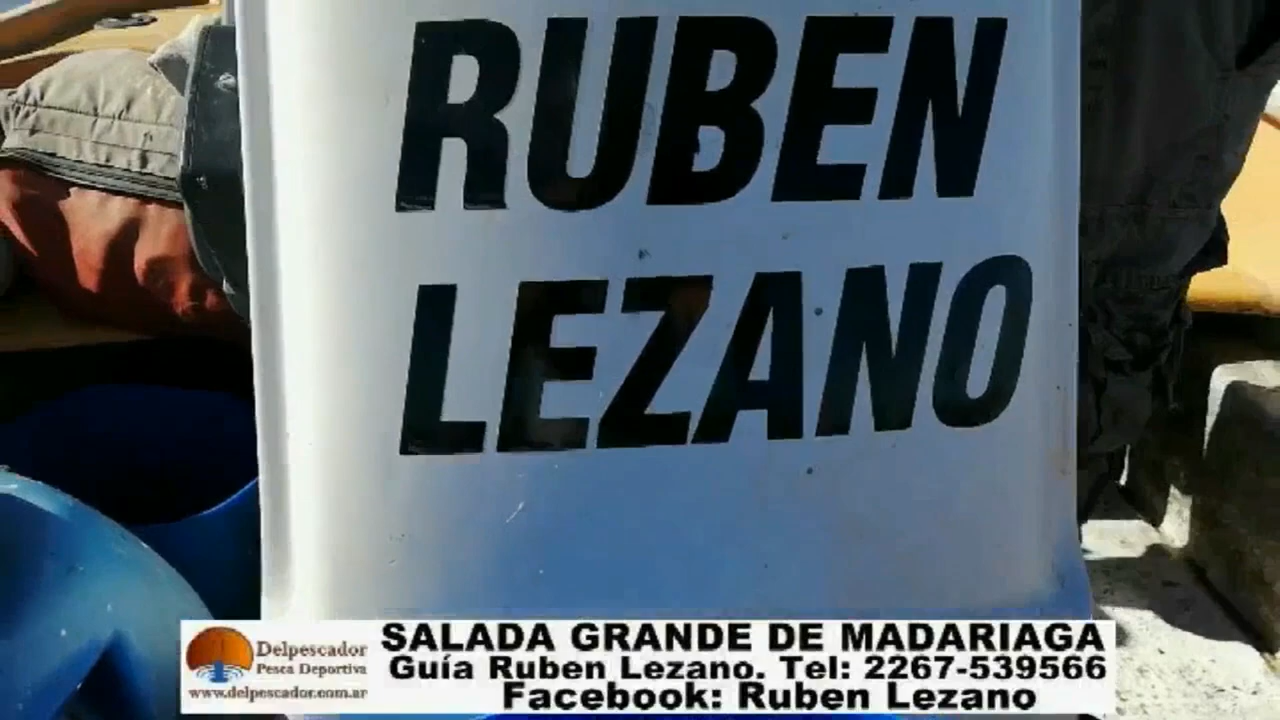 RUBEN
LEZANO
Delpescador
Pesca Deportiva
www.delpescador.com.ar
SALADA GRANDE DE MADARIAGA
Guía Ruben Lezano. Tel: 2267-539566
Facebook: Ruben Lezano